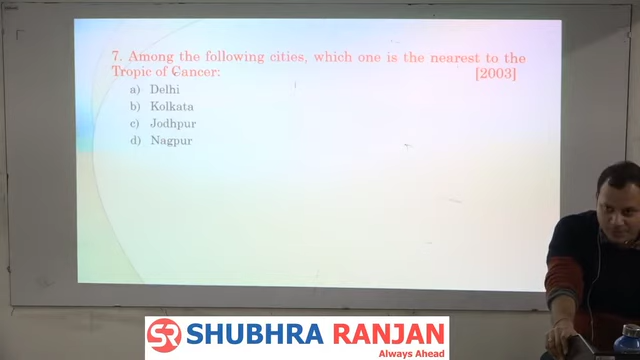 7. Among the following cities, which one is the nearest to the
Tropic of Cancer: [2003]
a) Delhi
b) Kolkata
c) Jodhpur
d) Nagpur
SR SHUBHRA RANJAN
Always Ahead